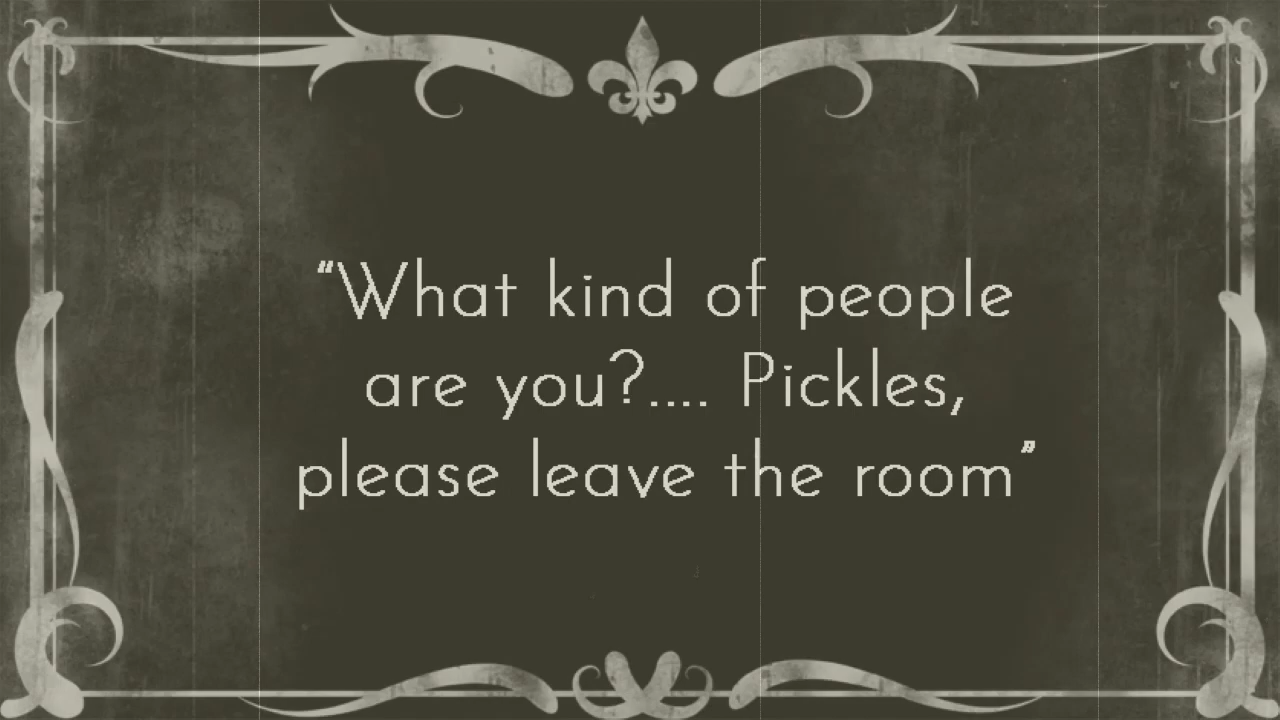 “What kind of people
are you?.... Pickles,
please leave the room”